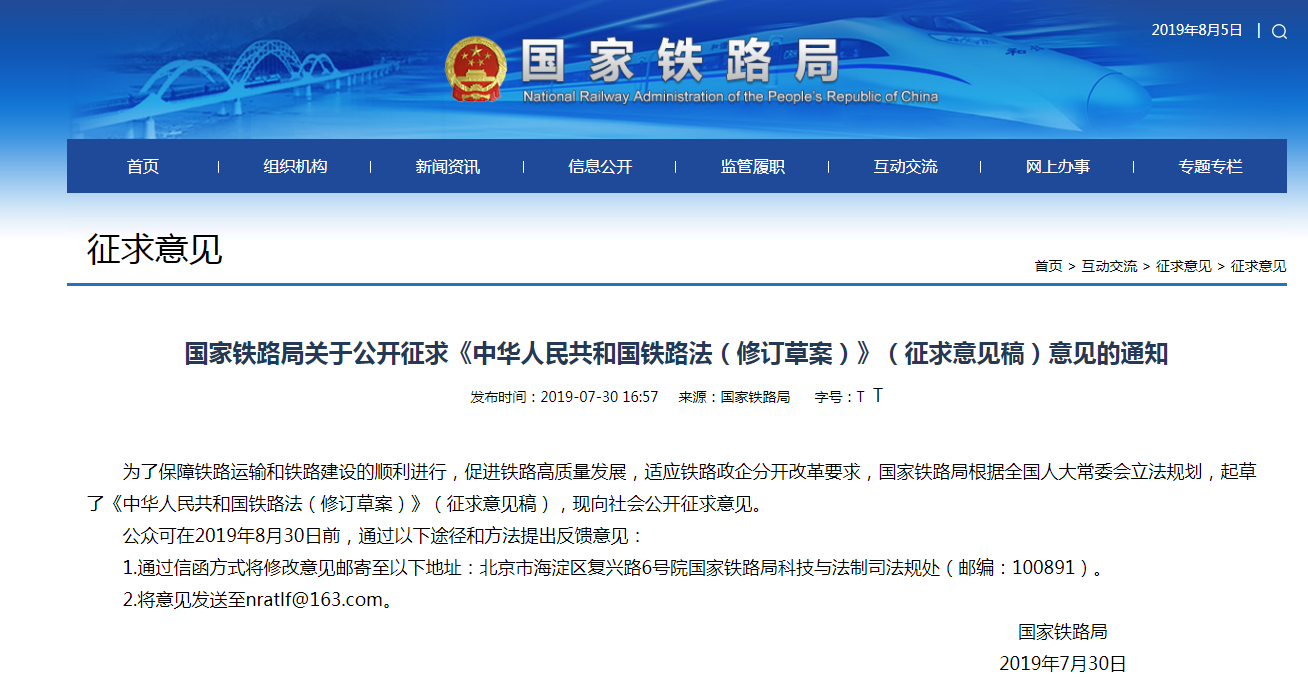 2019年8月5日
国家铁路局
National Railway Administration of the People's Republic of China
首页 | 组织机构 | 新闻资讯 | 信息公开 | 监管履职 | 互动交流 | 网上办事 | 专题专栏
征求意见
首页 > 互动交流 > 征求意见 > 征求意见
国家铁路局关于公开征求《中华人民共和国铁路法（修订草案）》（征求意见稿）意见的通知
发布时间：2019-07-30 16:57 来源：国家铁路局 字号：T T
为了保障铁路运输和铁路建设的顺利进行，促进铁路高质量发展，适应铁路政企分开改革要求，国家铁路局根据全国人大常委会立法规划，起草
了《中华人民共和国铁路法（修订草案）》（征求意见稿），现向社会公开征求意见。
公众可在2019年8月30日前，通过以下途径和方法提出反馈意见：
1.通过信函方式将修改意见邮寄至以下地址：北京市海淀区复兴路6号院国家铁路局科技与法制司法规处（邮编：100891）。
2.将意见发送至nratlf@163.com。
国家铁路局
2019年7月30日